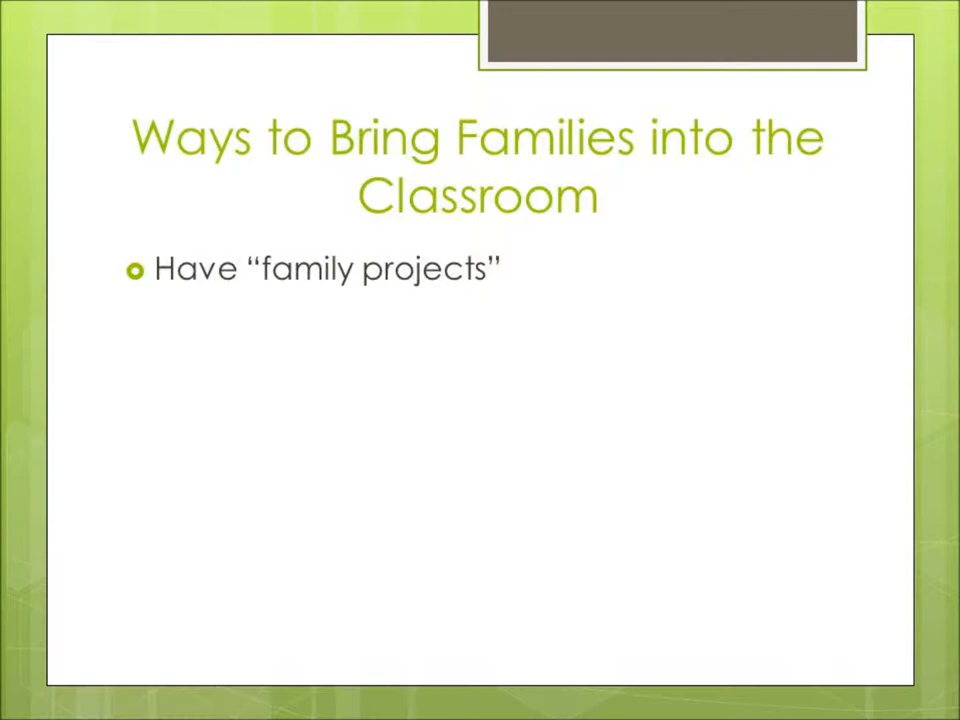 Ways to Bring Families into the
Classroom
Have “family projects”